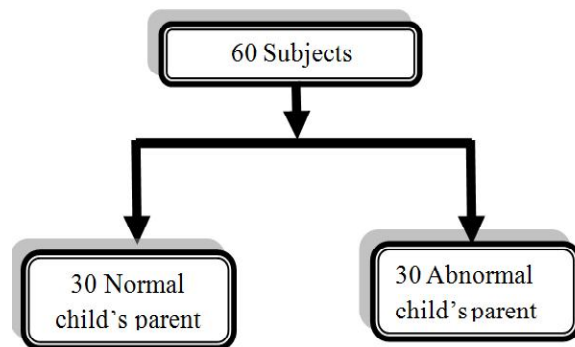 60 Subjects
30 Normal
child’s parent
30 Abnormal
child’s parent